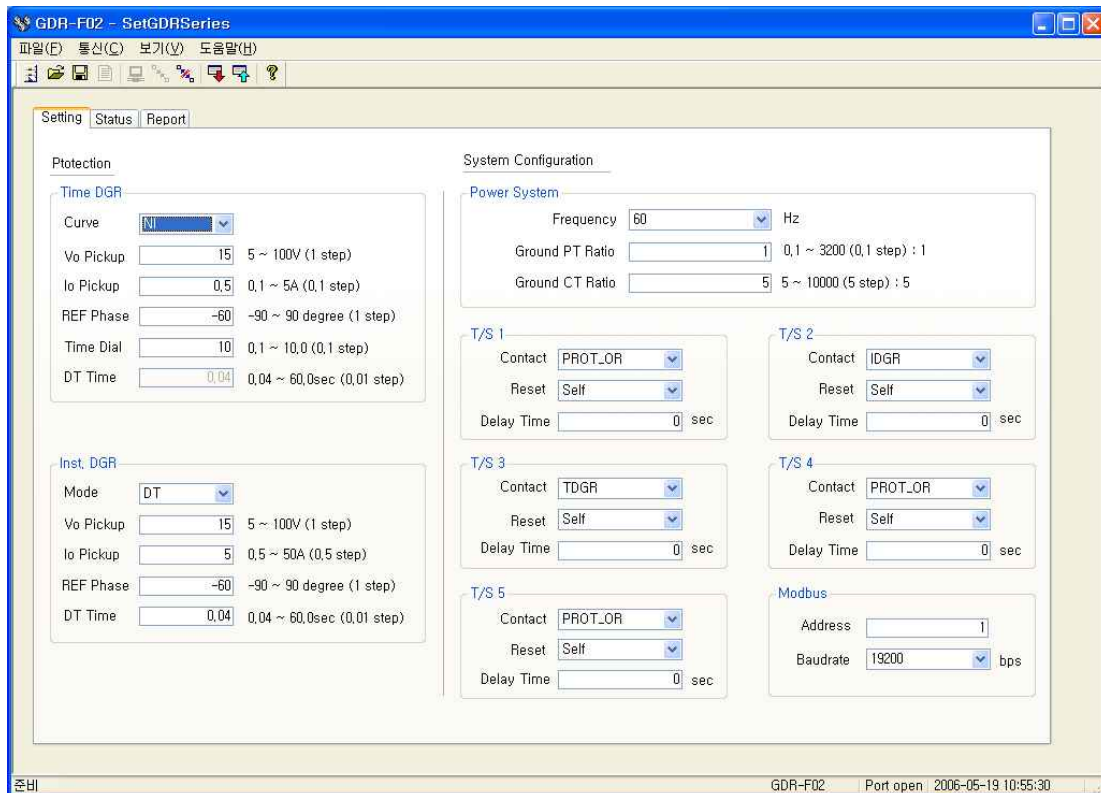 GDR-F02 - SetGDRSeries
파일(F) 통신(C) 보기(V) 도움말(H)
Setting Status Report
Ptotection
Time DGR
Curve NI
Vo Pickup 15 5 ~ 100V (1 step)
Io Pickup 0,5 0,1 ~ 5A (0,1 step)
REF Phase -60 -90 ~ 90 degree (1 step)
Time Dial 10 0,1 ~ 10,0 (0,1 step)
DT Time 0,04 0,04 ~ 60,0sec (0,01 step)
Inst, DGR
Mode DT
Vo Pickup 15 5 ~ 100V (1 step)
Io Pickup 5 0,5 ~ 50A (0,5 step)
REF Phase -60 -90 ~ 90 degree (1 step)
DT Time 0,04 0,04 ~ 60,0sec (0,01 step)
System Configuration
Power System
Frequency 60 Hz
Ground PT Ratio 1 0,1 ~ 3200 (0,1 step) : 1
Ground CT Ratio 5 5 ~ 10000 (5 step) : 5
T/S 1
Contact PROT_OR
Reset Self
Delay Time 0 sec
T/S 2
Contact IDGR
Reset Self
Delay Time 0 sec
T/S 3
Contact TDGR
Reset Self
Delay Time 0 sec
T/S 4
Contact PROT_OR
Reset Self
Delay Time 0 sec
T/S 5
Contact PROT_OR
Reset Self
Delay Time 0 sec
Modbus
Address 1
Baudrate 19200 bps
준비 GDR-F02 Port open 2006-05-19 10:55:30